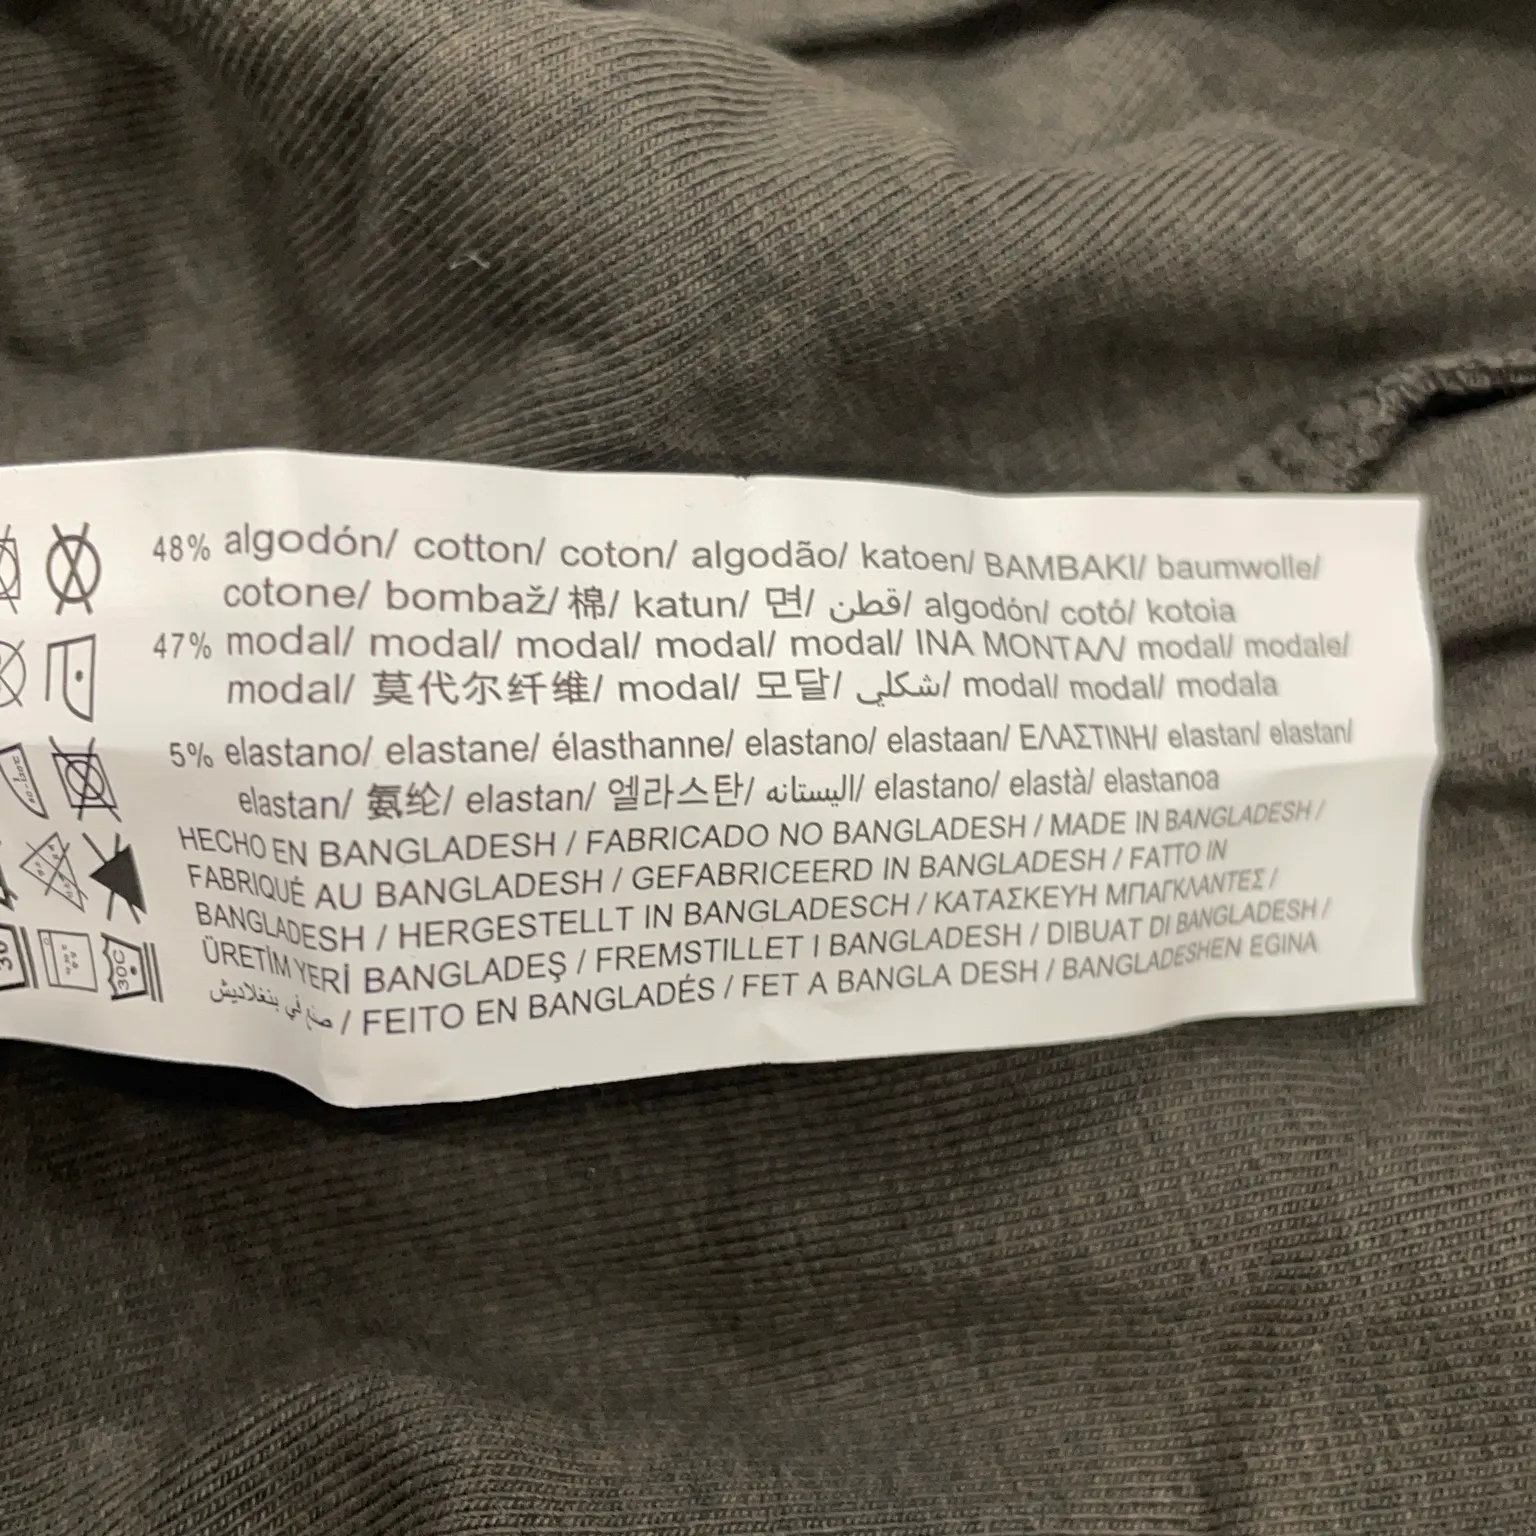 48% algodón/ cotton/ coton/ algodão/ katoen/ BAMBAKI/ baumwolle/
cotone/ bombaž/ 棉/ katun/ 면/ قطن/ algodón/ cotó/ kotoia
47% modal/ modal/ modal/ modal/ modal/ INA MONTAΛ/ modal/ modale/
modal/ 莫代尔纤维/ modal/ 모달/ شكلي/ modal/ modal/ modala
5% elastano/ elastane/ élasthanne/ elastano/ elastaan/ ΕΛΑΣΤΙΝΗ/ elastan/ elastan/
elastan/ 氨纶/ elastan/ 엘라스탄/ اليستانه/ elastano/ elastà/ elastanoa
HECHO EN BANGLADESH / FABRICADO NO BANGLADESH / MADE IN BANGLADESH /
FABRIQUÉ AU BANGLADESH / GEFABRICEERD IN BANGLADESH / FATTO IN
BANGLADESH / HERGESTELLT IN BANGLADESCH / ΚΑΤΑΣΚΕΥΗ ΜΠΑΓΚΛΑΝΤΕΣ /
ÜRETİM YERİ BANGLADEŞ / FREMSTILLET I BANGLADESH / DIBUAT DI BANGLADESH /
صنع في بنغلاديش / FEITO EN BANGLADÉS / FET A BANGLA DESH / BANGLADESHEN EGINA
30C